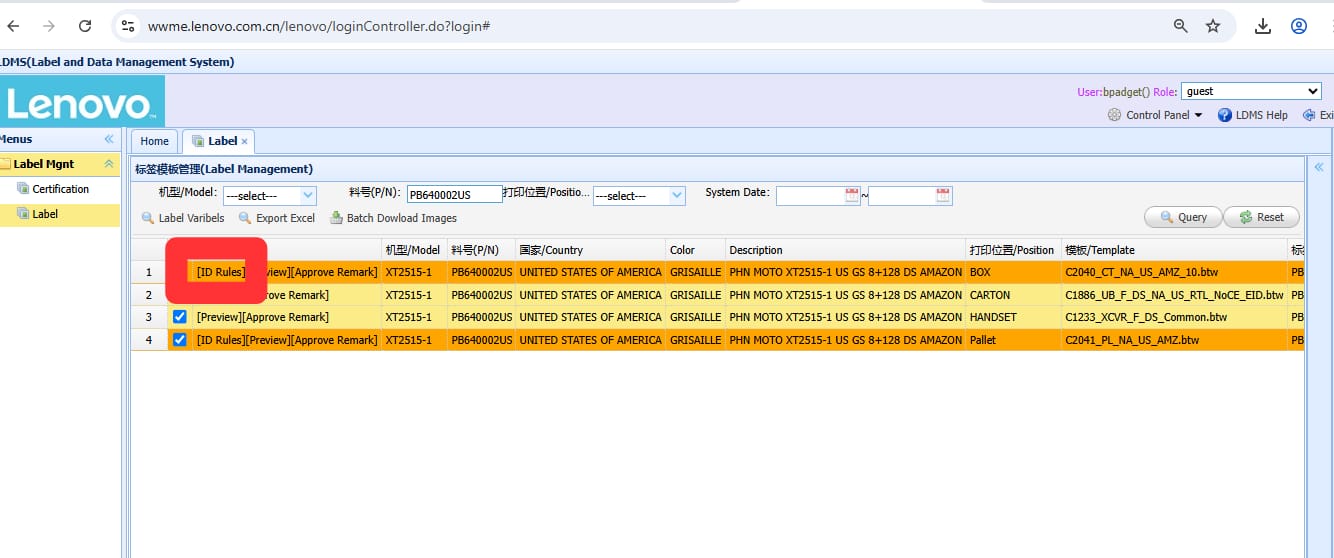 wwme.lenovo.com.cn/lenovo/loginController.do?login#
LDMS(Label and Data Management System)
Lenovo™
User:bpadget() Role: guest
Control Panel LDMS Help
Menus
Home Label ×
Label Mgnt
Certification
Label
标签模板管理(Label Management)
机型/Model: ---select--- 料号(P/N): PB640002US 打印位置/Positio... ---select--- System Date: ~
Label Varibels Export Excel Batch Dowload Images Query Reset
机型/Model 料号(P/N) 国家/Country Color Description 打印位置/Position 模板/Template
1 [ID Rules] [Approve Remark] XT2515-1 PB640002US UNITED STATES OF AMERICA GRISAILLE PHN MOTO XT2515-1 US GS 8+128 DS AMAZON BOX C2040_CT_NA_US_AMZ_10.btw PB
2 Remark] XT2515-1 PB640002US UNITED STATES OF AMERICA GRISAILLE PHN MOTO XT2515-1 US GS 8+128 DS AMAZON CARTON C1886_UB_F_DS_NA_US_RTL_NoCE_EID.btw PB
3 [Preview][Approve Remark] XT2515-1 PB640002US UNITED STATES OF AMERICA GRISAILLE PHN MOTO XT2515-1 US GS 8+128 DS AMAZON HANDSET C1233_XCVR_F_DS_Common.btw PB
4 [ID Rules][Preview][Approve Remark] XT2515-1 PB640002US UNITED STATES OF AMERICA GRISAILLE PHN MOTO XT2515-1 US GS 8+128 DS AMAZON Pallet C2041_PL_NA_US_AMZ.btw PB